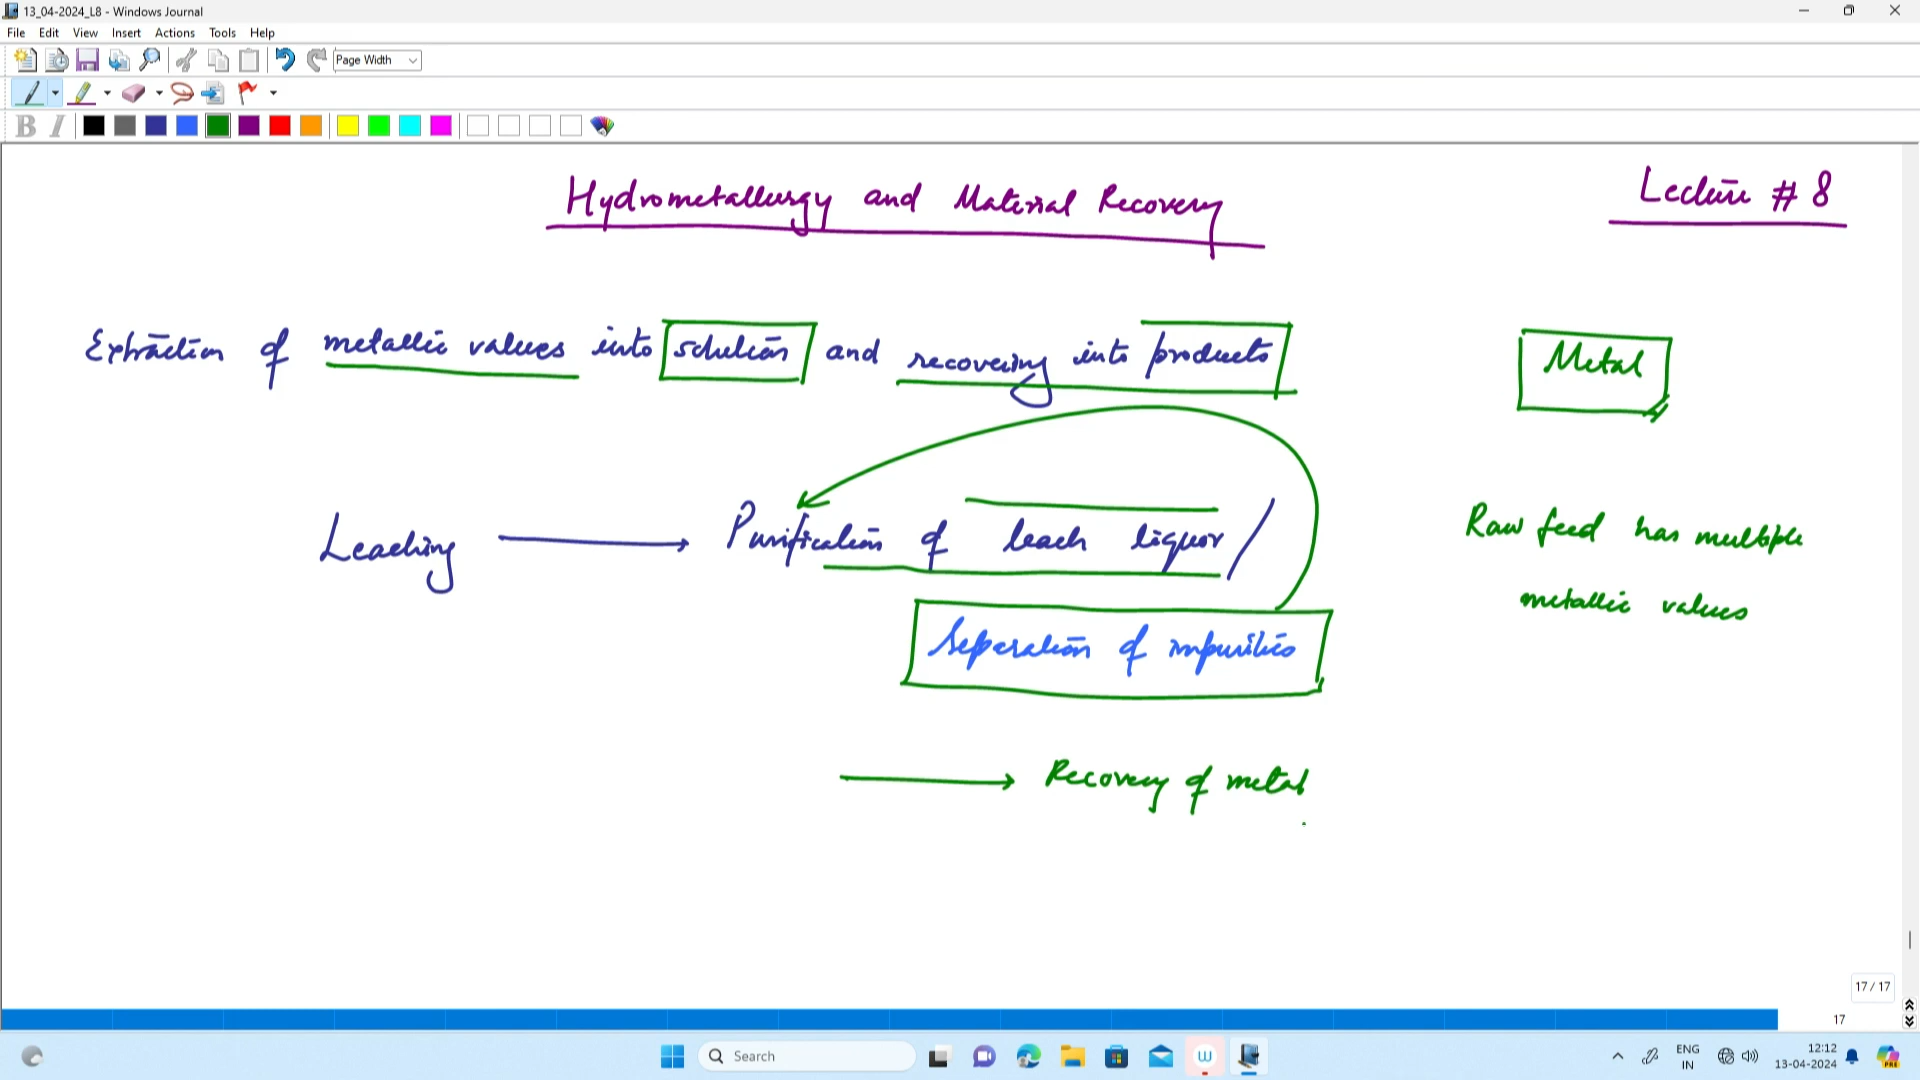 13_04-2024_L8 - Windows Journal
File Edit View Insert Actions Tools Help
Page Width
B I
Hydrometallurgy and Material Recovery
Lecture # 8
Extraction of metallic values into solution and recovering into products
Metal
Leaching → Purification of leach liquor /
Raw feed has multiple
metallic values
Separation of impurities
→ Recovery of metal
17 / 17
17
Search
ENG
IN
12:12
13-04-2024